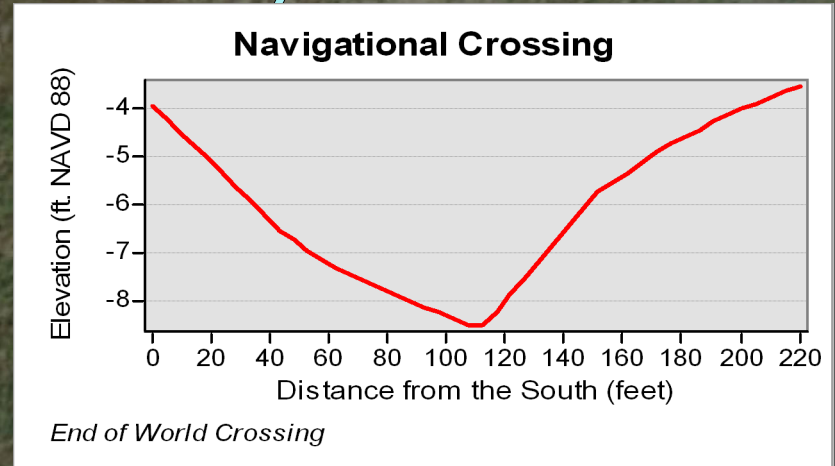 Navigational Crossing
Elevation (ft. NAVD 88)
-4
-5
-6
-7
-8
0 20 40 60 80 100 120 140 160 180 200 220
Distance from the South (feet)
End of World Crossing